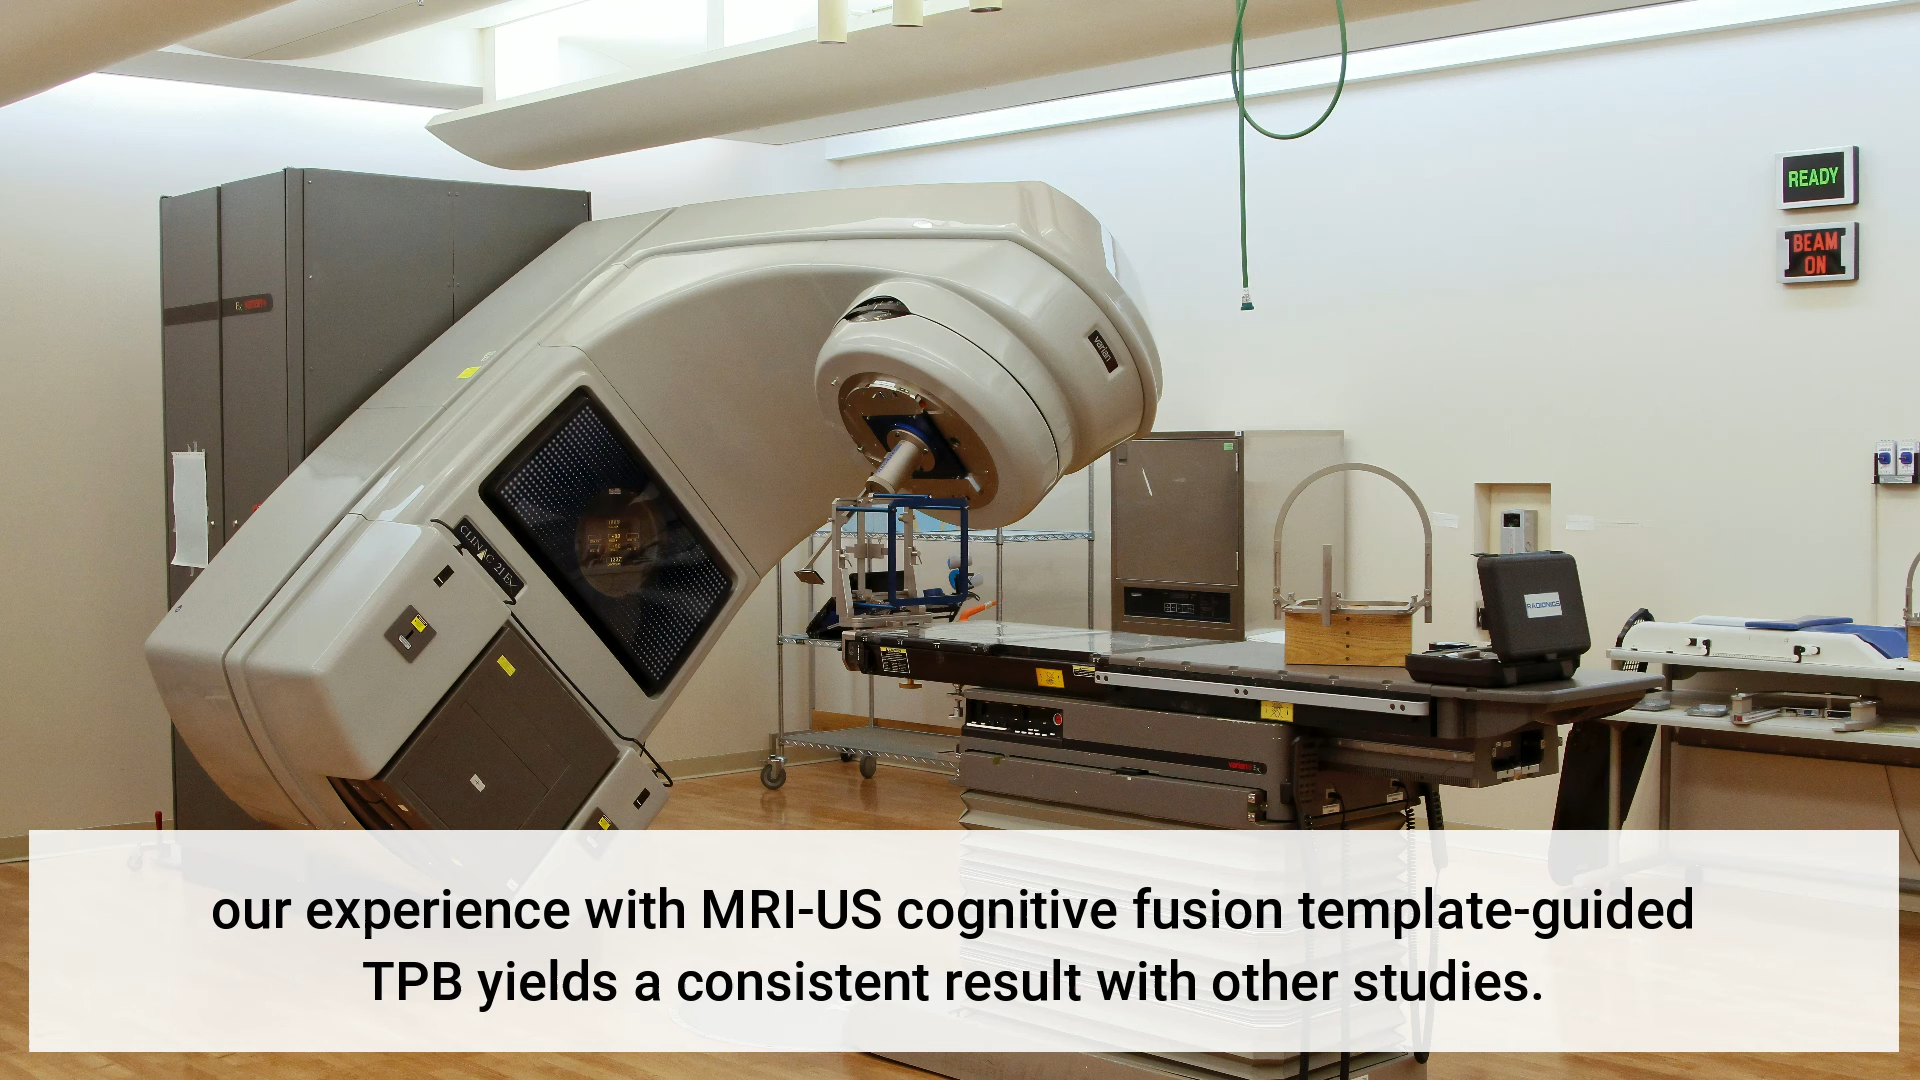 READY
BEAM
ON
varian
CLINAC 21EX
RADIONICS
our experience with MRI-US cognitive fusion template-guided
TPB yields a consistent result with other studies.